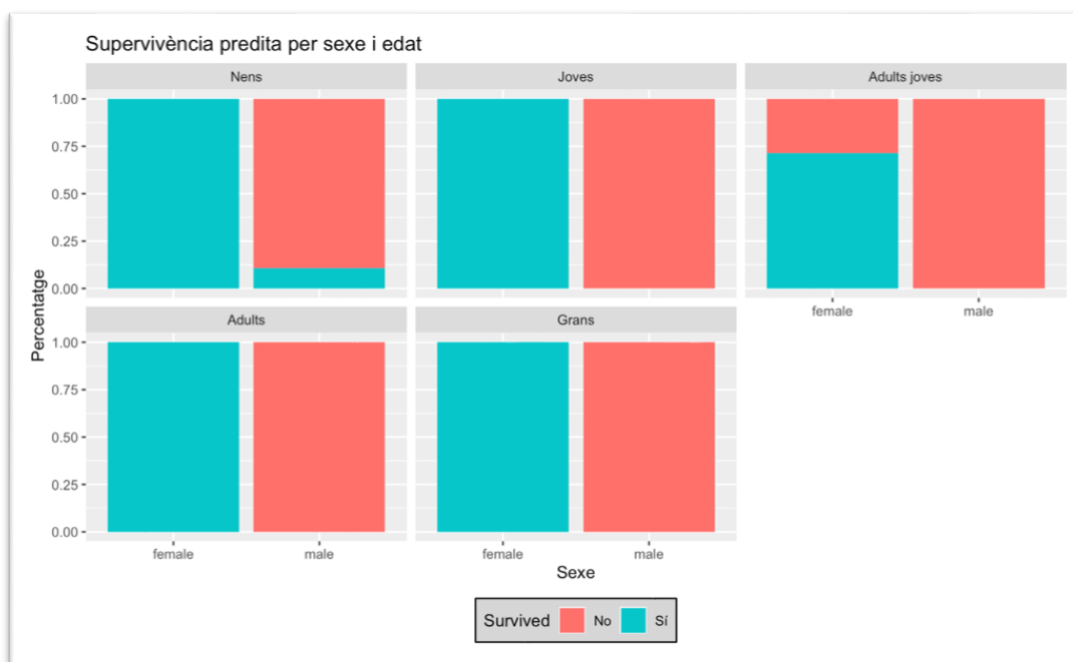 Supervivència predita per sexe i edat
Nens
Joves
Adults joves
1.00
0.75
0.50
0.25
0.00
female
male
Adults
Grans
1.00
0.75
0.50
0.25
0.00
female
male
female
male
Percentatge
Sexe
Survived
No
Sí